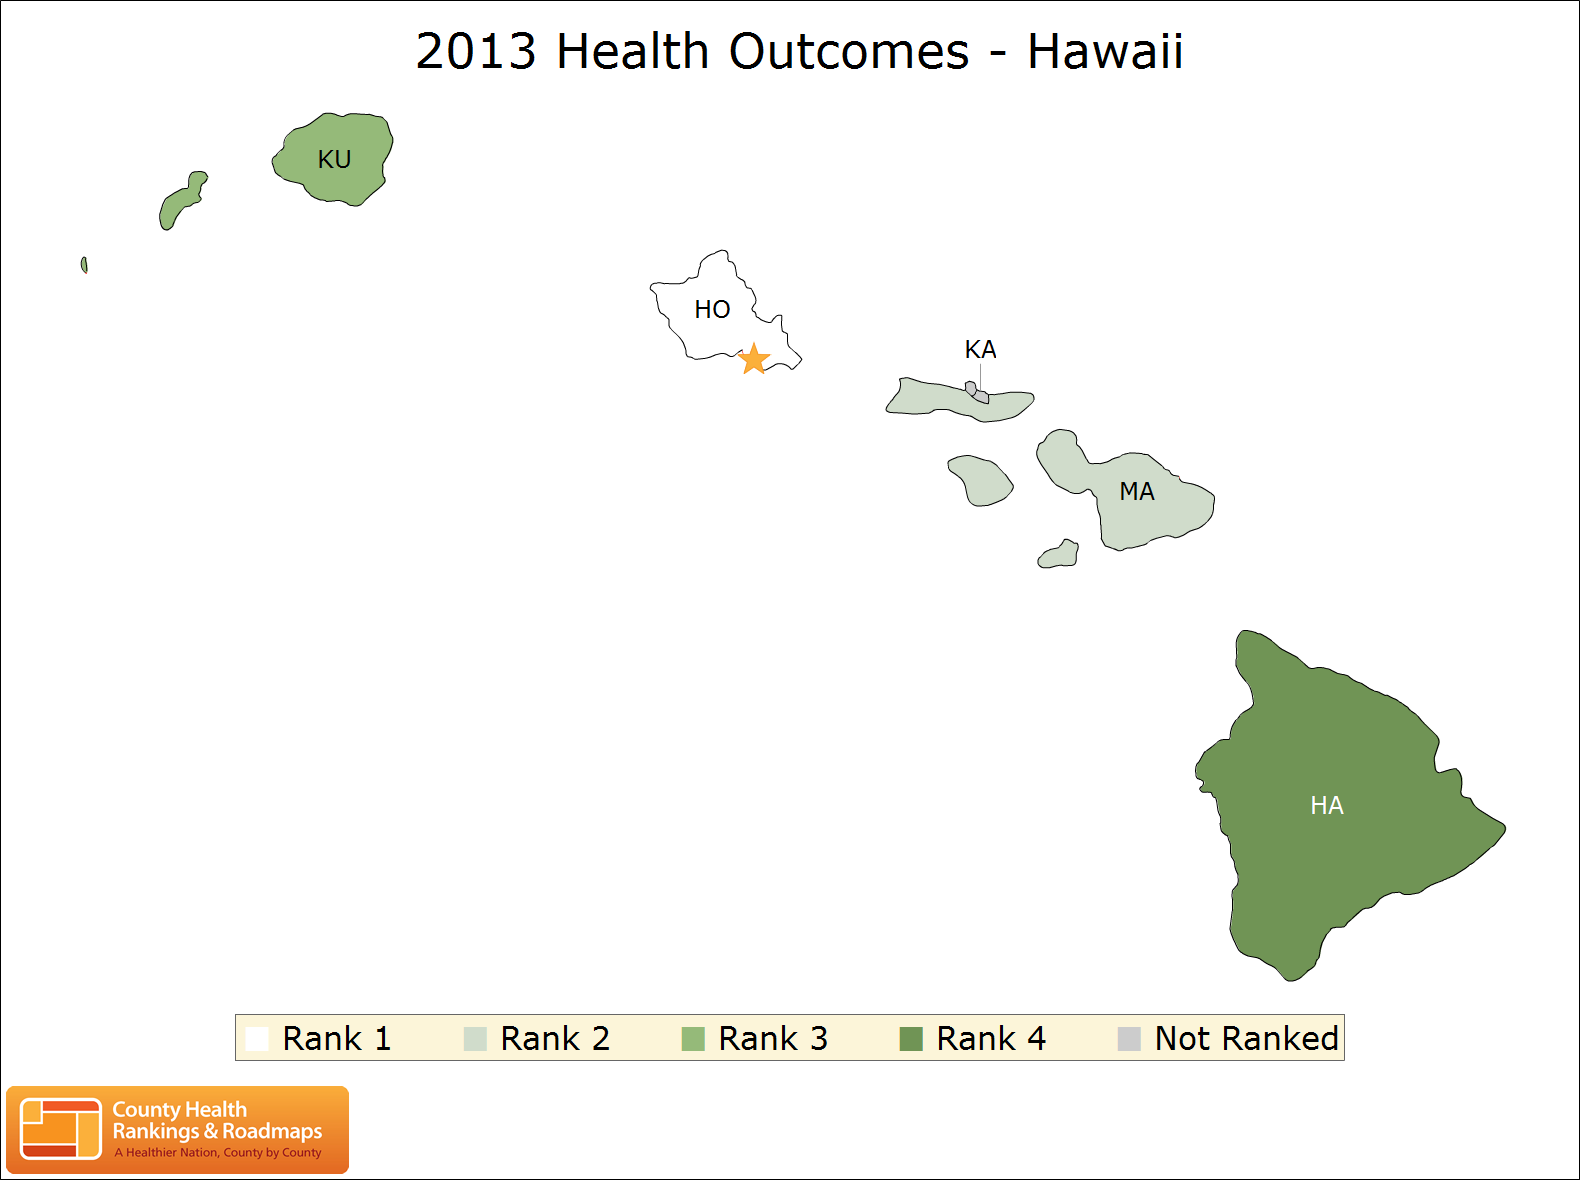 2013 Health Outcomes - Hawaii
KU
HO
KA
MA
HA
Rank 1 Rank 2 Rank 3 Rank 4 Not Ranked
County Health
Rankings & Roadmaps
A Healthier Nation, County by County